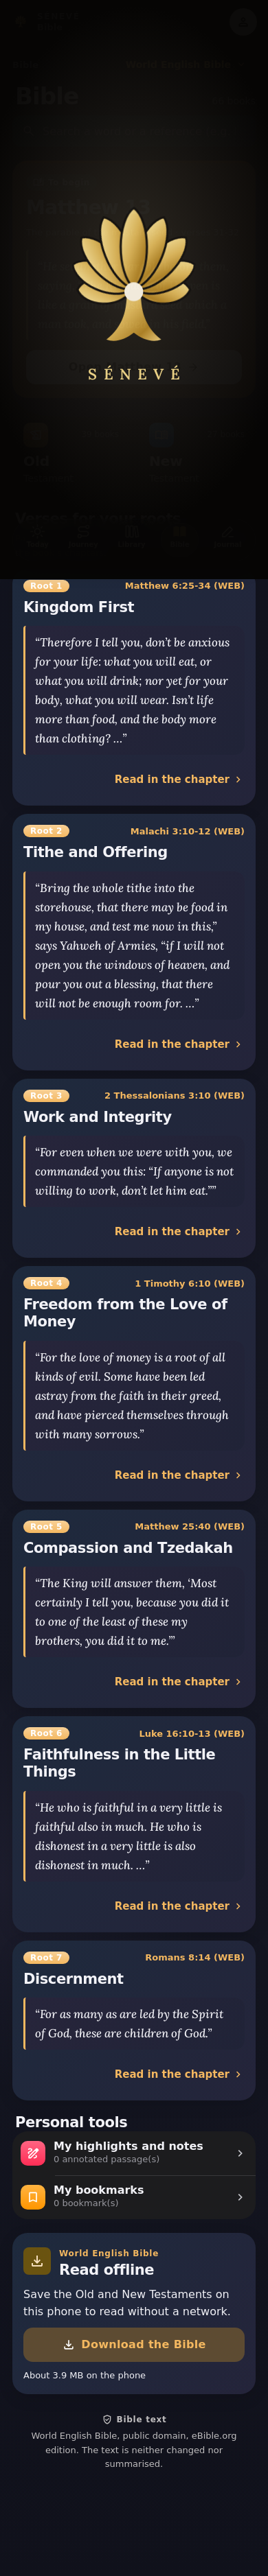 Bible
SÉNEVÉ
Old
New
Root 1
Matthew 6:25-34 (WEB)
Kingdom First
“Therefore I tell you, don’t be anxious
for your life: what you will eat, or
what you will drink; nor yet for your
body, what you will wear. Isn’t life
more than food, and the body more
than clothing? …”
Read in the chapter
Root 2
Malachi 3:10-12 (WEB)
Tithe and Offering
“Bring the whole tithe into the
storehouse, that there may be food in
my house, and test me now in this,”
says Yahweh of Armies, “if I will not
open you the windows of heaven, and
pour you out a blessing, that there
will not be enough room for. …”
Read in the chapter
Root 3
2 Thessalonians 3:10 (WEB)
Work and Integrity
“For even when we were with you, we
commanded you this: “If anyone is not
willing to work, don’t let him eat.””
Read in the chapter
Root 4
1 Timothy 6:10 (WEB)
Freedom from the Love of
Money
“For the love of money is a root of all
kinds of evil. Some have been led
astray from the faith in their greed,
and have pierced themselves through
with many sorrows.”
Read in the chapter
Root 5
Matthew 25:40 (WEB)
Compassion and Tzedakah
“The King will answer them, ‘Most
certainly I tell you, because you did it
to one of the least of these my
brothers, you did it to me.’”
Read in the chapter
Root 6
Luke 16:10-13 (WEB)
Faithfulness in the Little
Things
“He who is faithful in a very little is
faithful also in much. He who is
dishonest in a very little is also
dishonest in much. …”
Read in the chapter
Root 7
Romans 8:14 (WEB)
Discernment
“For as many as are led by the Spirit
of God, these are children of God.”
Read in the chapter
Personal tools
My highlights and notes
0 annotated passage(s)
My bookmarks
0 bookmark(s)
World English Bible
Read offline
Save the Old and New Testaments on
this phone to read without a network.
Download the Bible
About 3.9 MB on the phone
Bible text
World English Bible, public domain, eBible.org
edition. The text is neither changed nor
summarised.